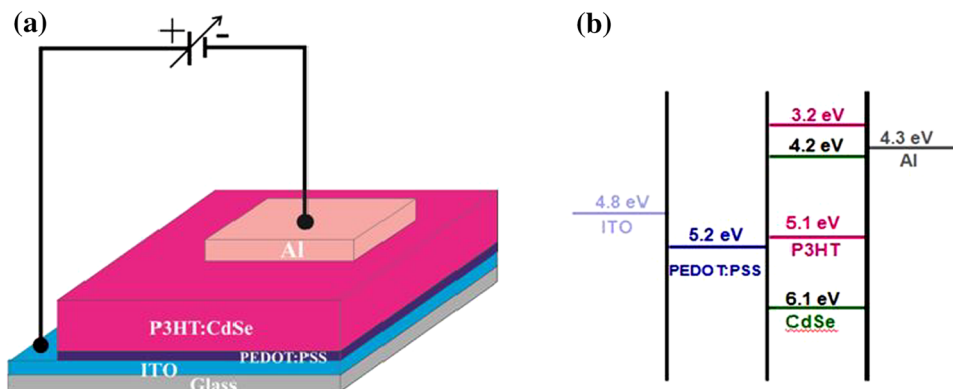 (a)
+ -
Al
P3HT:CdSe
PEDOT:PSS
ITO
Glass
(b)
3.2 eV
4.2 eV
4.3 eV
Al
4.8 eV
ITO
5.2 eV
PEDOT:PSS
5.1 eV
P3HT
6.1 eV
CdSe